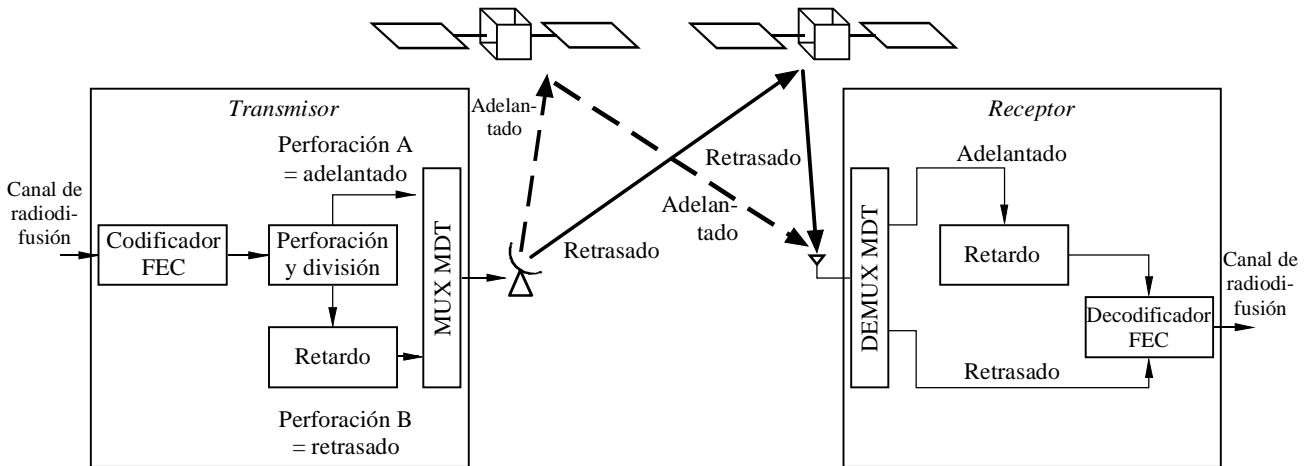 Transmisor
Perforación A
= adelantado
Canal de
radiodi-
fusión
Codificador
FEC
Perforación
y división
Retardo
Perforación B
= retrasado
MUX MDT
Adelan-
tado
Retrasado
Retrasado
Adelan-
tado
Receptor
DEMUX MDT
Adelantado
Retardo
Retrasado
Decodificador
FEC
Canal de
radiodi-
fusión